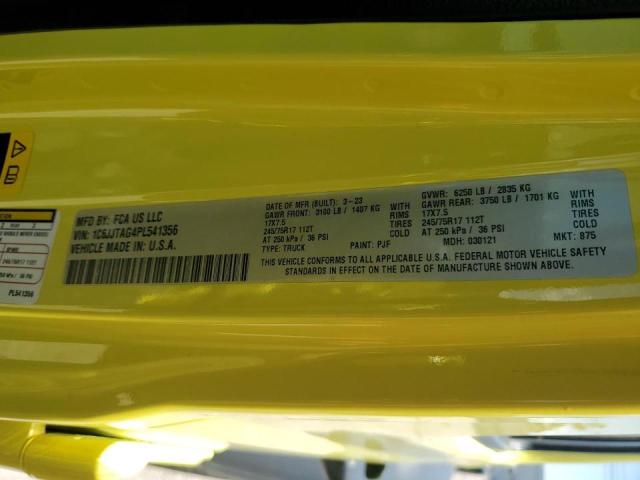 MFD BY: FCA US LLC
VIN: 1C6JJTAG4PL541356
VEHICLE MADE IN U.S.A.
DATE OF MFR (BUILT): 3-23
GAWR FRONT: 3100 LB / 1407 KG WITH
17X7.5 RIMS
245/75R17 112T TIRES
AT 250 kPa / 36 PSI COLD
TYPE: TRUCK PAINT: PJF
GVWR: 6250 LB / 2835 KG
GAWR REAR: 3750 LB / 1701 KG WITH
17X7.5 RIMS
245/75R17 112T TIRES
AT 250 kPa / 36 PSI COLD
MDH: 030121 MKT: 875
THIS VEHICLE CONFORMS TO ALL APPLICABLE U.S.A. FEDERAL MOTOR VEHICLE SAFETY
STANDARDS IN EFFECT ON THE DATE OF MANUFACTURE SHOWN ABOVE.
245/75R17 112T
PL541356